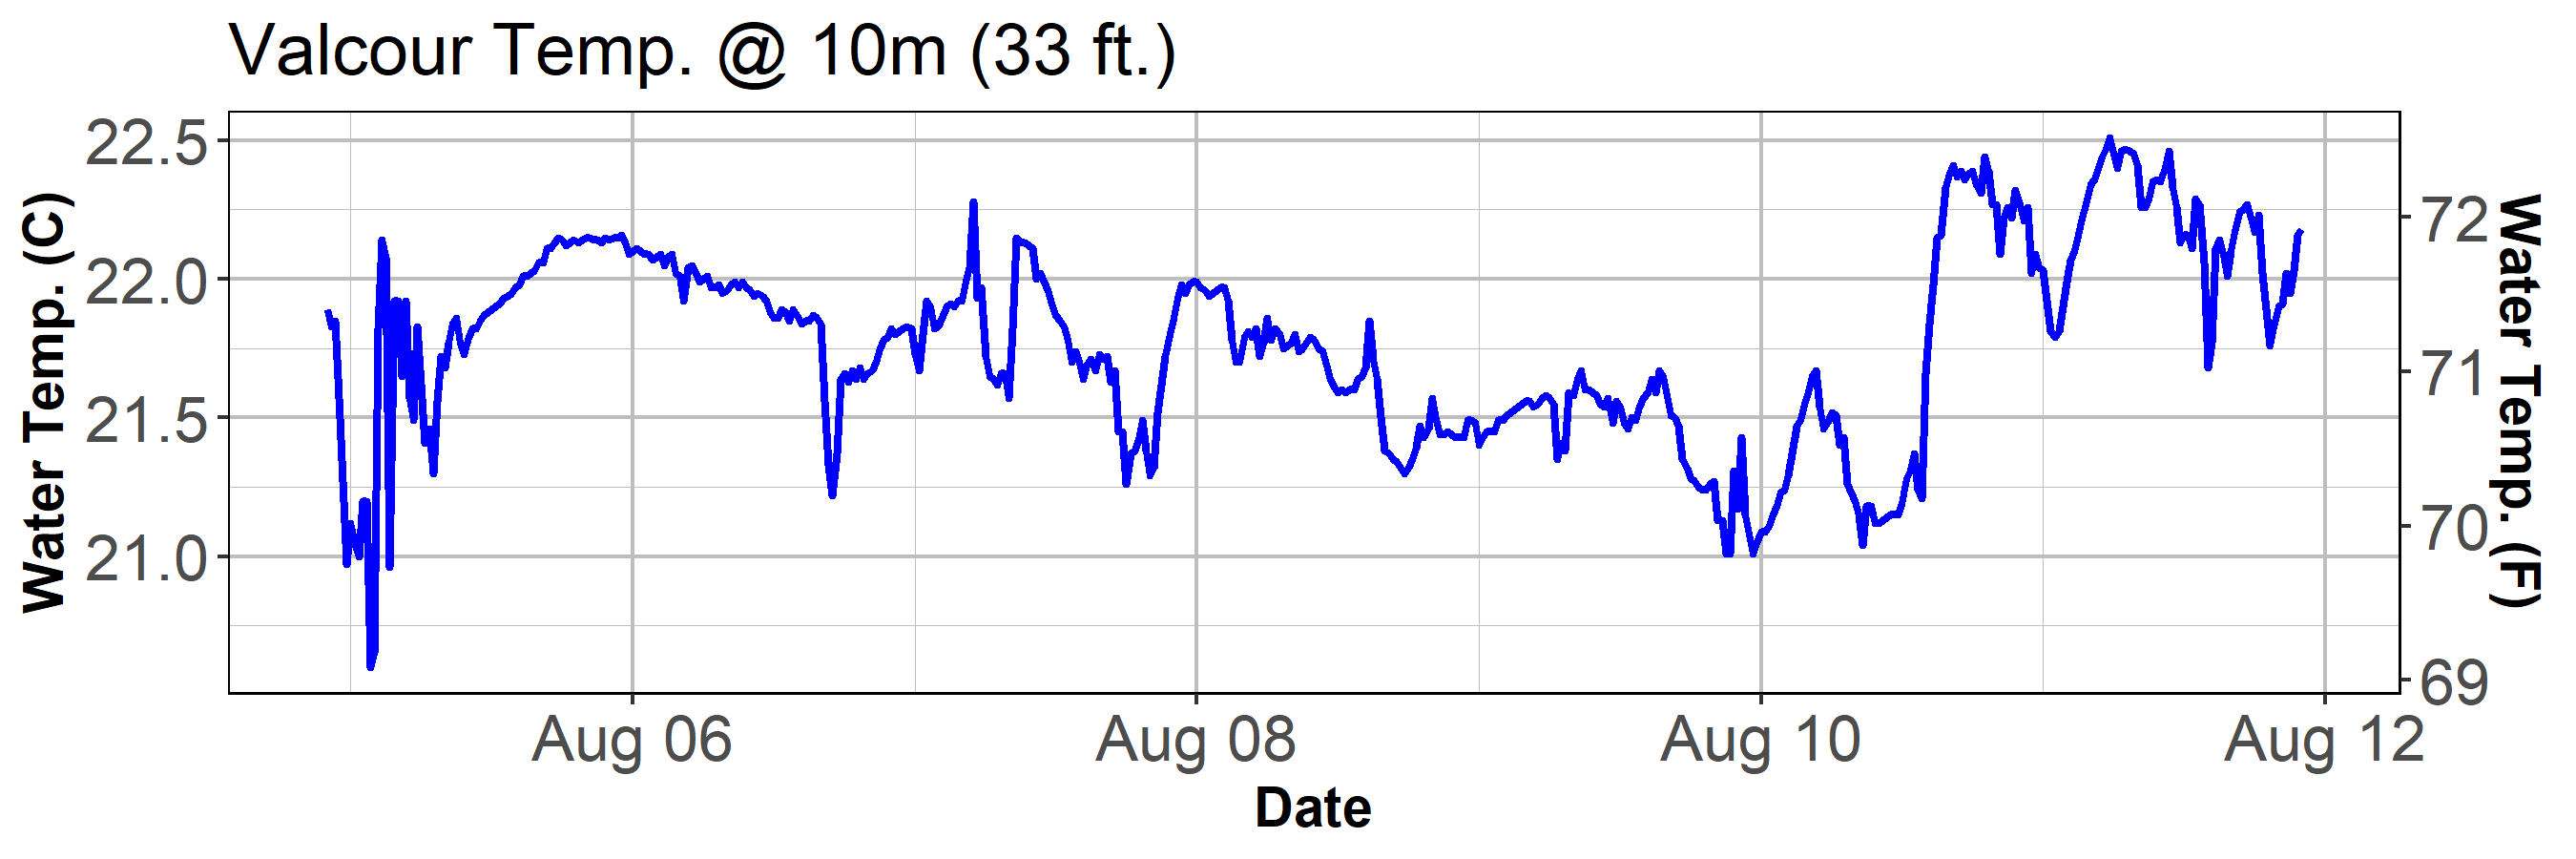 Valcour Temp. @ 10m (33 ft.)
Water Temp. (C)
22.5
22.0
21.5
21.0
72
71
70
69
Water Temp. (F)
Aug 06
Aug 08
Aug 10
Aug 12
Date